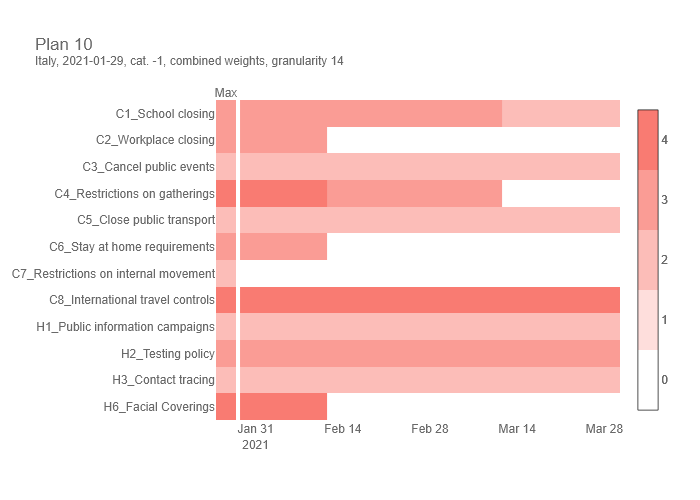 Plan 10
Italy, 2021-01-29, cat. -1, combined weights, granularity 14
Max
C1_School closing
C2_Workplace closing
C3_Cancel public events
C4_Restrictions on gatherings
C5_Close public transport
C6_Stay at home requirements
C7_Restrictions on internal movement
C8_International travel controls
H1_Public information campaigns
H2_Testing policy
H3_Contact tracing
H6_Facial Coverings
Jan 31 Feb 14 Feb 28 Mar 14 Mar 28
2021
4
3
2
1
0